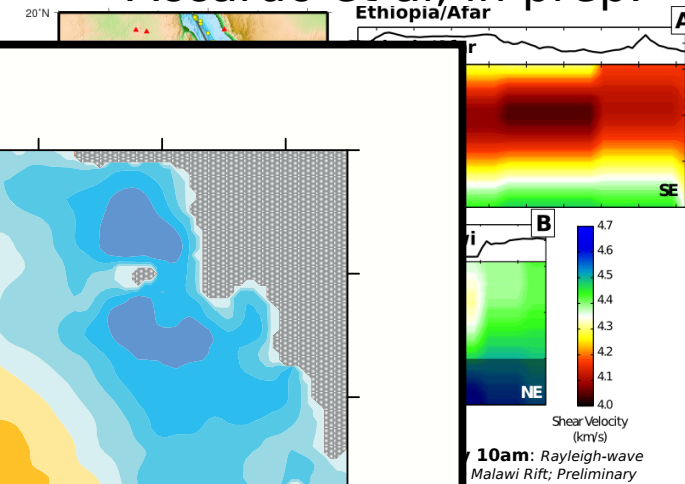 20°N
Ethiopia/Afar
A
SE
B
4.7
4.6
4.5
4.4
4.3
4.2
4.1
4.0
NE
Shear Velocity
(km/s)
10am: Rayleigh-wave
Malawi Rift; Preliminary